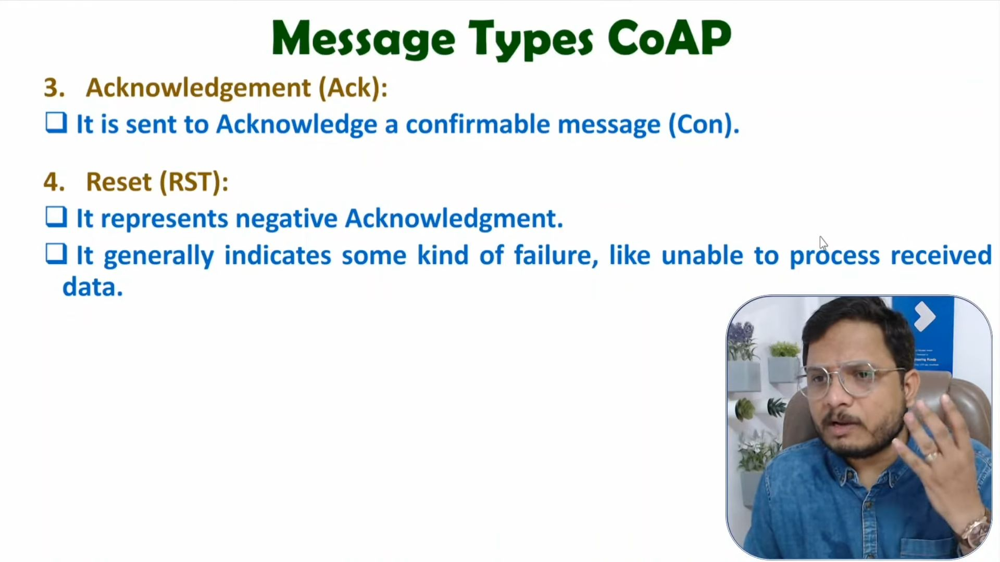 Message Types CoAP
3. Acknowledgement (Ack):
It is sent to Acknowledge a confirmable message (Con).
4. Reset (RST):
It represents negative Acknowledgment.
It generally indicates some kind of failure, like unable to process received
data.